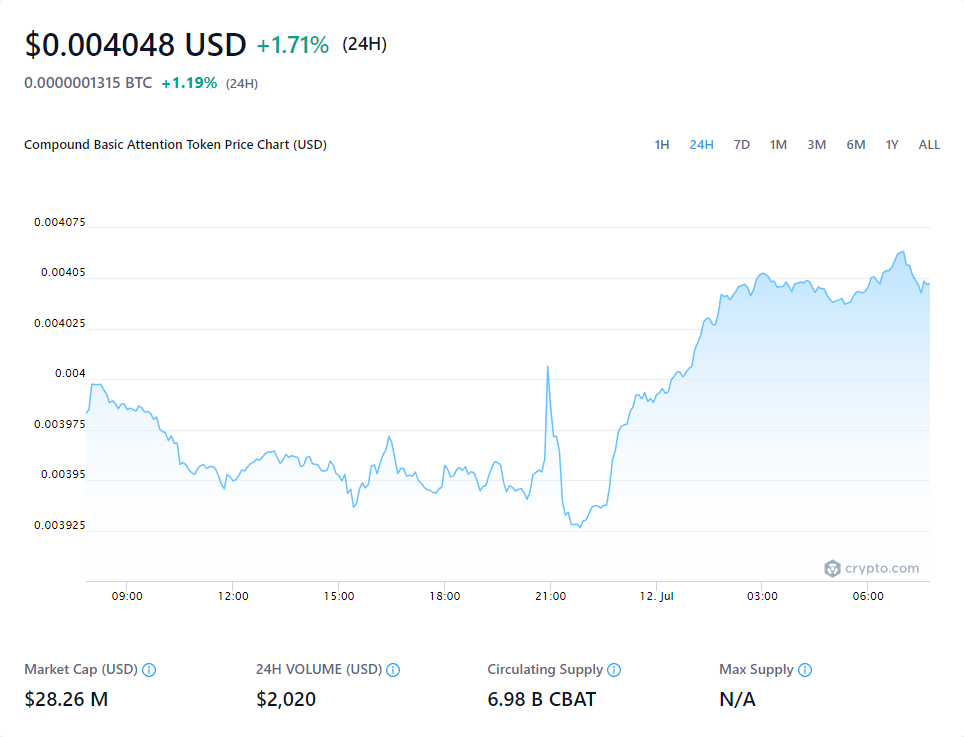 $0.004048 USD +1.71% (24H)
0.0000001315 BTC +1.19% (24H)
Compound Basic Attention Token Price Chart (USD) 1H 24H 7D 1M 3M 6M 1Y ALL
0.004075
0.00405
0.004025
0.004
0.003975
0.00395
0.003925
crypto.com
09:00 12:00 15:00 18:00 21:00 12. Jul 03:00 06:00
Market Cap (USD) 24H VOLUME (USD) Circulating Supply Max Supply
$28.26 M $2,020 6.98 B CBAT N/A